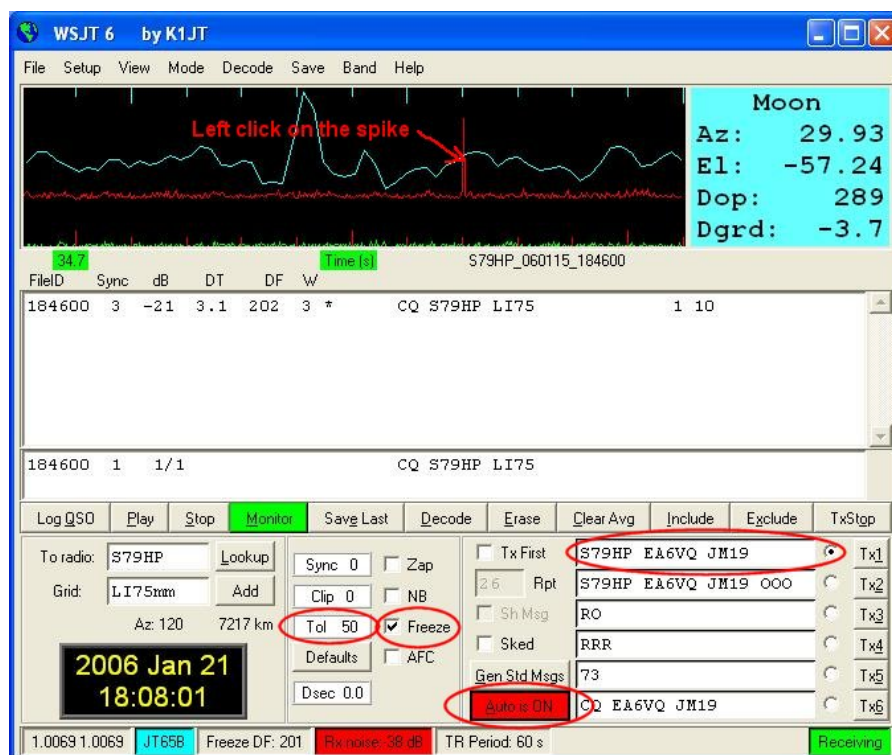 WSJT 6 by K1JT
File Setup View Mode Decode Save Band Help
Left click on the spike
Moon
Az: 29.93
El: -57.24
Dop: 289
Dgrd: -3.7
34.7 Time (s) S79HP_060115_184600
FileID Sync dB DT DF W
184600 3 -21 3.1 202 3 * CQ S79HP LI75 1 10
184600 1 1/1 CQ S79HP LI75
Log QSO Play Stop Monitor Save Last Decode Erase Clear Avg Include Exclude TxStop
To radio: S79HP Lookup
Grid: LI75mm Add
Az: 120 7217 km
2006 Jan 21
18:08:01
Sync 0 Zap
Clip 0 NB
Tol 50 Freeze
Defaults AFC
Dsec 0.0
Tx First S79HP EA6VQ JM19 Tx1
26 Rpt S79HP EA6VQ JM19 OOO Tx2
Sh Msg RO Tx3
Sked RRR Tx4
Gen Std Msgs 73 Tx5
Auto is ON CQ EA6VQ JM19 Tx6
1.0069 1.0069 JT65B Freeze DF: 201 Rx noise: 38 dB TR Period: 60 s Receiving